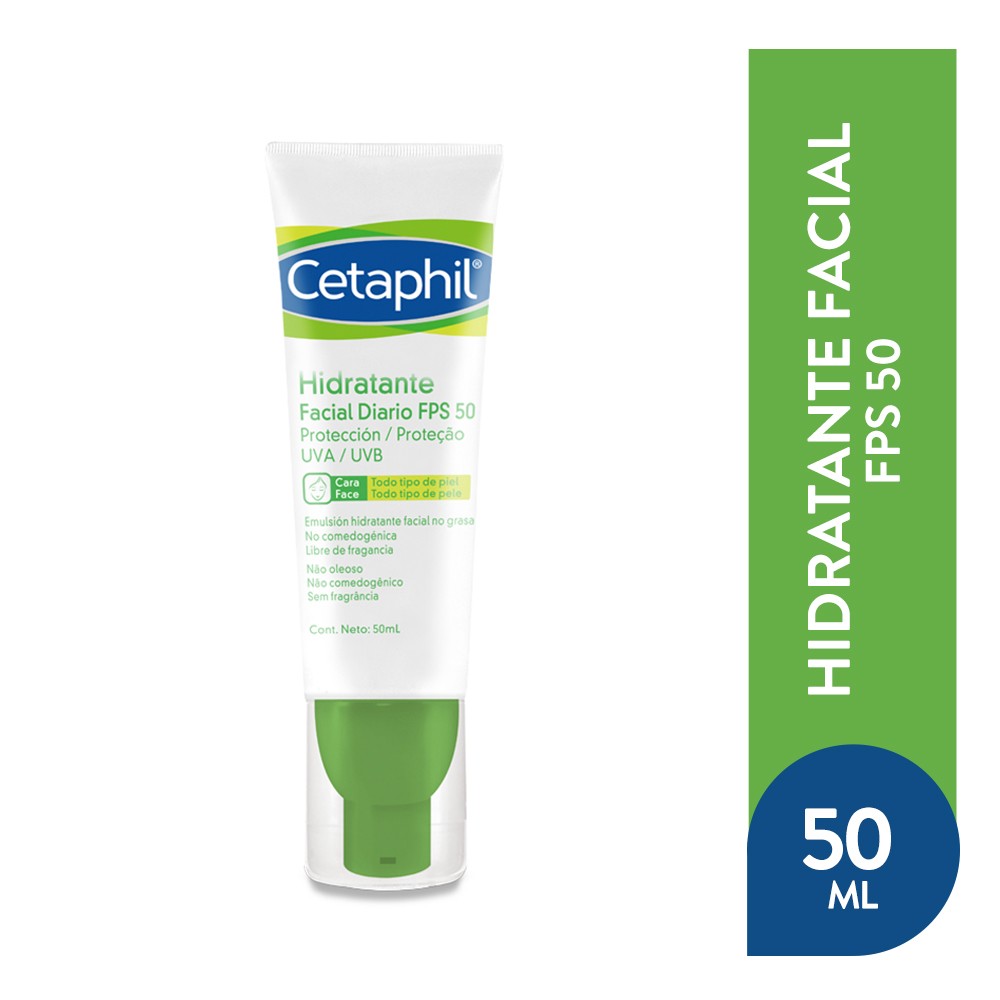 Cetaphil®
Hidratante
Facial Diario FPS 50
Protección / Proteção
UVA / UVB
Cara
Face
Todo tipo de piel
Todo tipo de pele
Emulsión hidratante facial no grasa
No comedogénica
Libre de fragancia
Não oleoso
Não comedogênico
Sem fragrância
Cont. Neto: 50mL
HIDRATANTE FACIAL
FPS 50
50
ML